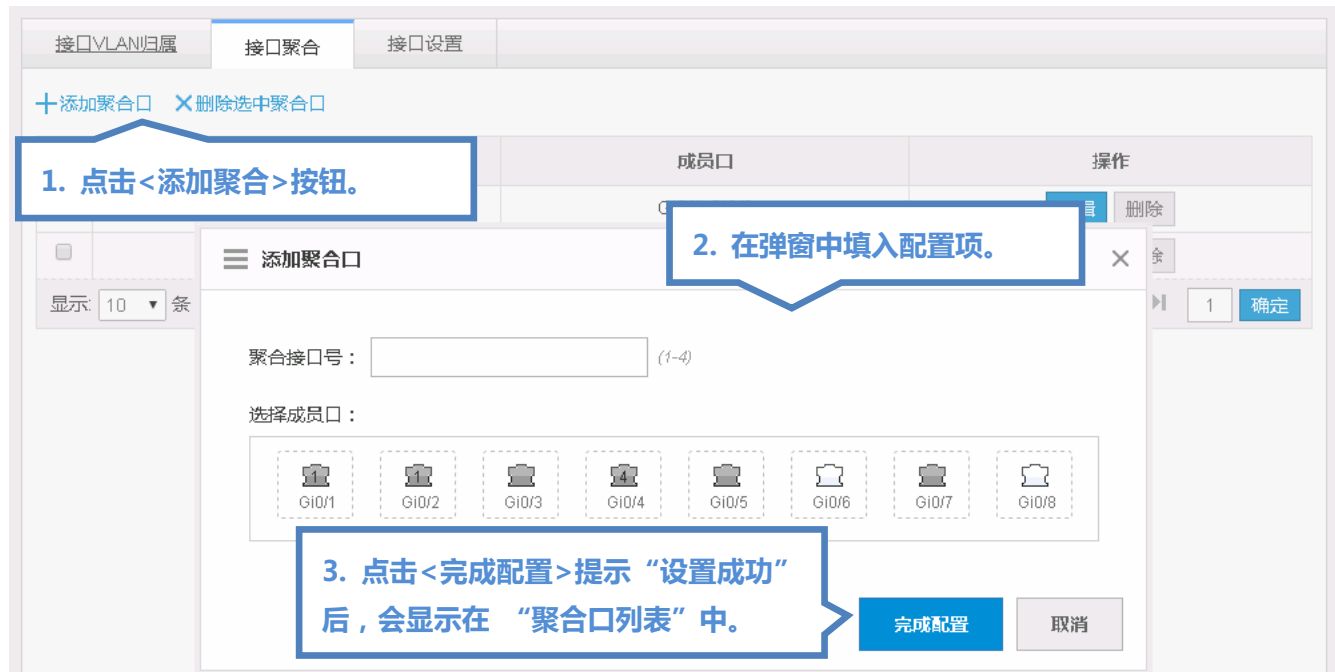 接口VLAN归属 接口聚合 接口设置
添加聚合口 删除选中聚合口
成员口 操作
1. 点击<添加聚合>按钮。
删除
2. 在弹窗中填入配置项。
添加聚合口
显示: 10 条
1 确定
聚合接口号： (1-4)
选择成员口：
1 1 4
Gi0/1 Gi0/2 Gi0/3 Gi0/4 Gi0/5 Gi0/6 Gi0/7 Gi0/8
3. 点击<完成配置>提示“设置成功”
后，会显示在 “聚合口列表”中。
完成配置 取消